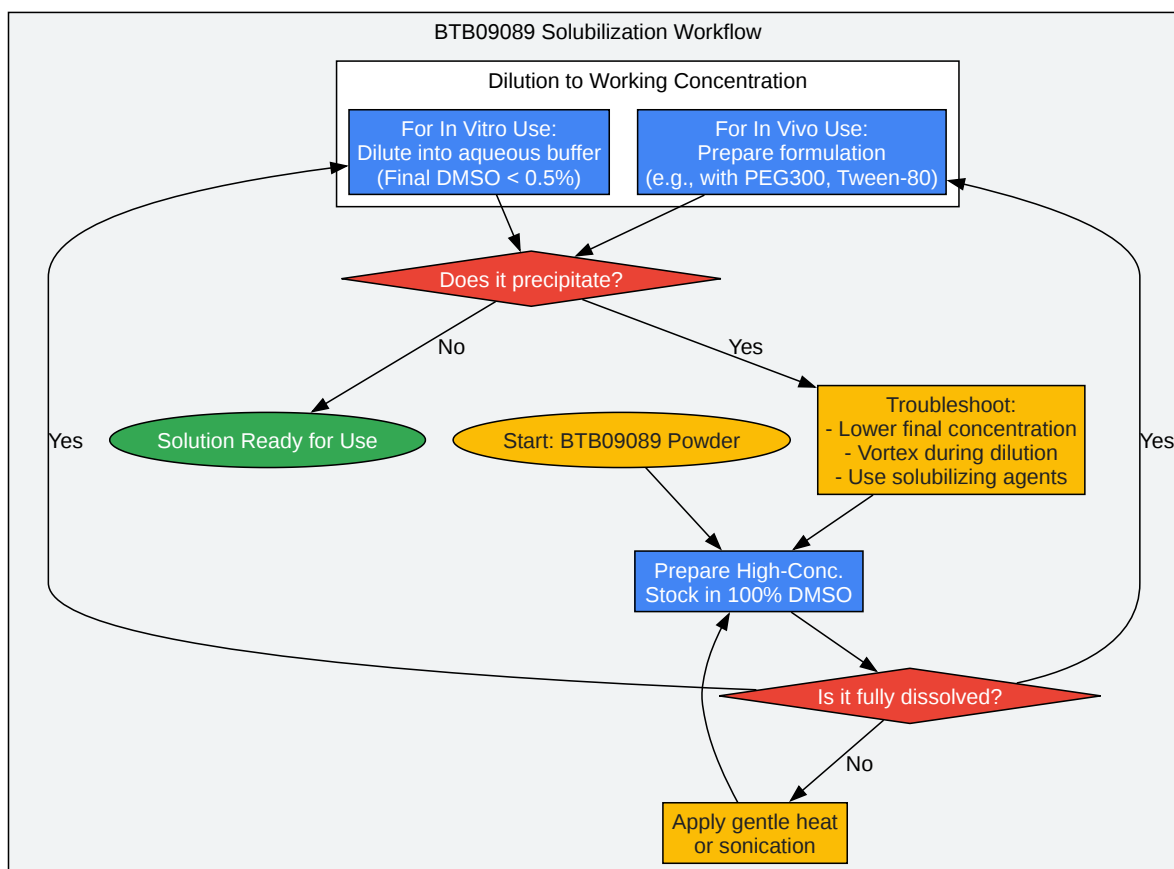 BTB09089 Solubilization Workflow
Dilution to Working Concentration
For In Vitro Use:
Dilute into aqueous buffer
(Final DMSO < 0.5%)
For In Vivo Use:
Prepare formulation
(e.g., with PEG300, Tween-80)
Does it precipitate?
No
Yes
Troubleshoot:
- Lower final concentration
- Vortex during dilution
- Use solubilizing agents
Solution Ready for Use
Start: BTB09089 Powder
Yes
Yes
Prepare High-Conc.
Stock in 100% DMSO
Is it fully dissolved?
No
Apply gentle heat
or sonication